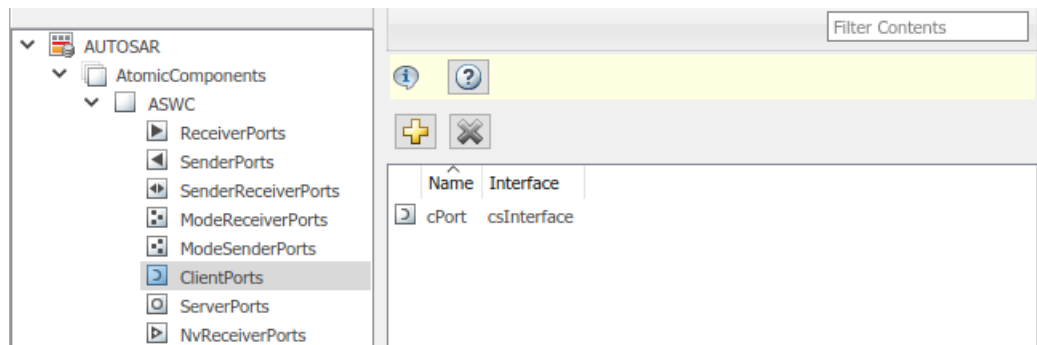 Filter Contents
AUTOSAR
AtomicComponents
ASWC
ReceiverPorts
SenderPorts
SenderReceiverPorts
ModeReceiverPorts
ModeSenderPorts
ClientPorts
ServerPorts
NvReceiverPorts
Name Interface
cPort csInterface